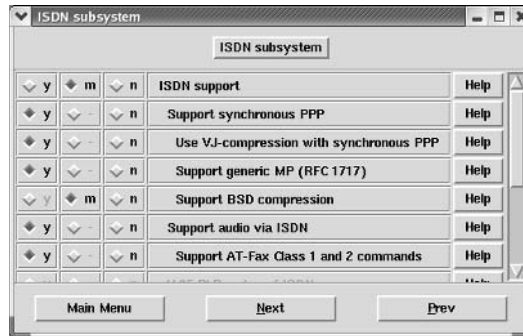 ISDN subsystem
ISDN subsystem
y m n ISDN support Help
y - n Support synchronous PPP Help
y - n Use VJ-compression with synchronous PPP Help
y - n Support generic MP (RFC 1717) Help
y m n Support BSD compression Help
y - n Support audio via ISDN Help
y - n Support AT-Fax Class 1 and 2 commands Help
Main Menu Next Prev